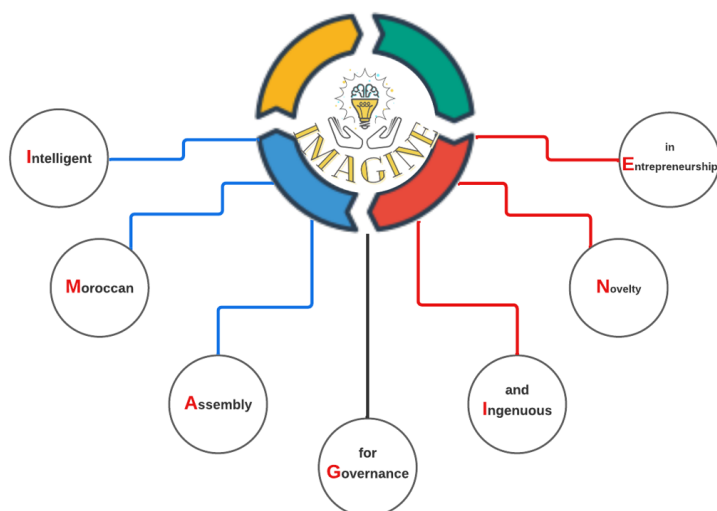 IMAGINE
Intelligent
Moroccan
Assembly
for
Governance
and
Ingenuous
Novelty
in
Entrepreneurship